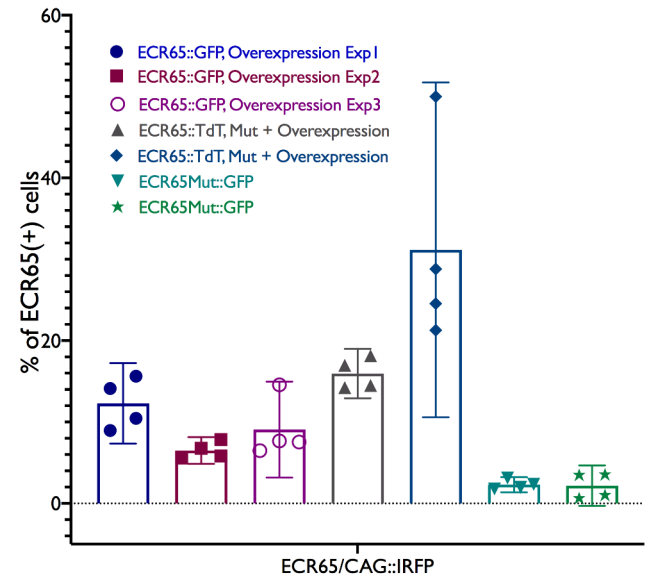 60
ECR65::GFP, Overexpression Exp1
ECR65::GFP, Overexpression Exp2
ECR65::GFP, Overexpression Exp3
ECR65::TdT, Mut + Overexpression
ECR65::TdT, Mut + Overexpression
ECR65Mut::GFP
ECR65Mut::GFP
40
% of ECR65(+) cells
20
0
ECR65/CAG::IRFP